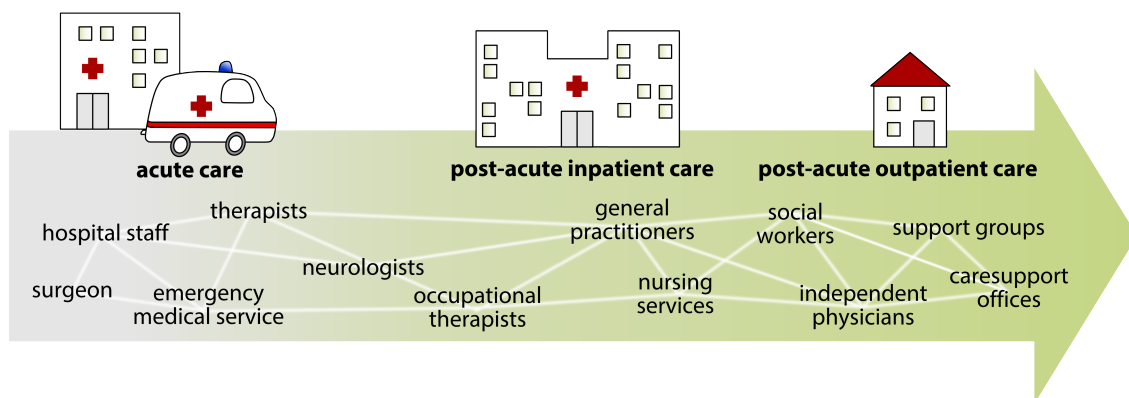 acute care
post-acute inpatient care
post-acute outpatient care
therapists
hospital staff
general
practitioners
social
workers
support groups
neurologists
surgeon
emergency
medical service
occupational
therapists
nursing
services
independent
physicians
caresupport
offices